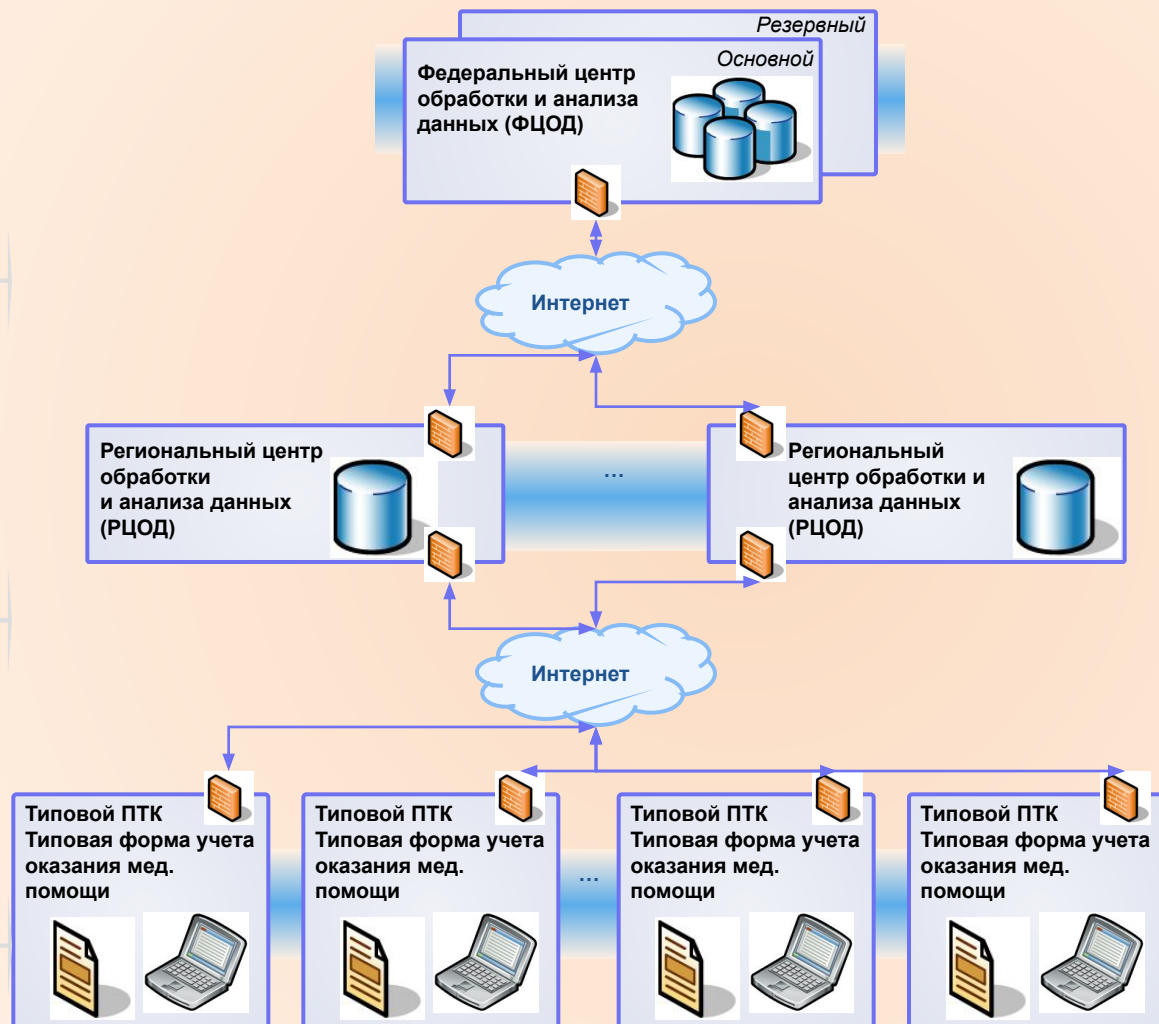 Резервный
Основной
Федеральный центр
обработки и анализа
данных (ФЦОД)
Интернет
Региональный центр
обработки
и анализа данных
(РЦОД)
...
Региональный
центр обработки и
анализа данных
(РЦОД)
Интернет
Типовой ПТК
Типовая форма учета
оказания мед.
помощи
Типовой ПТК
Типовая форма учета
оказания мед.
помощи
...
Типовой ПТК
Типовая форма учета
оказания мед.
помощи
Типовой ПТК
Типовая форма учета
оказания мед.
помощи